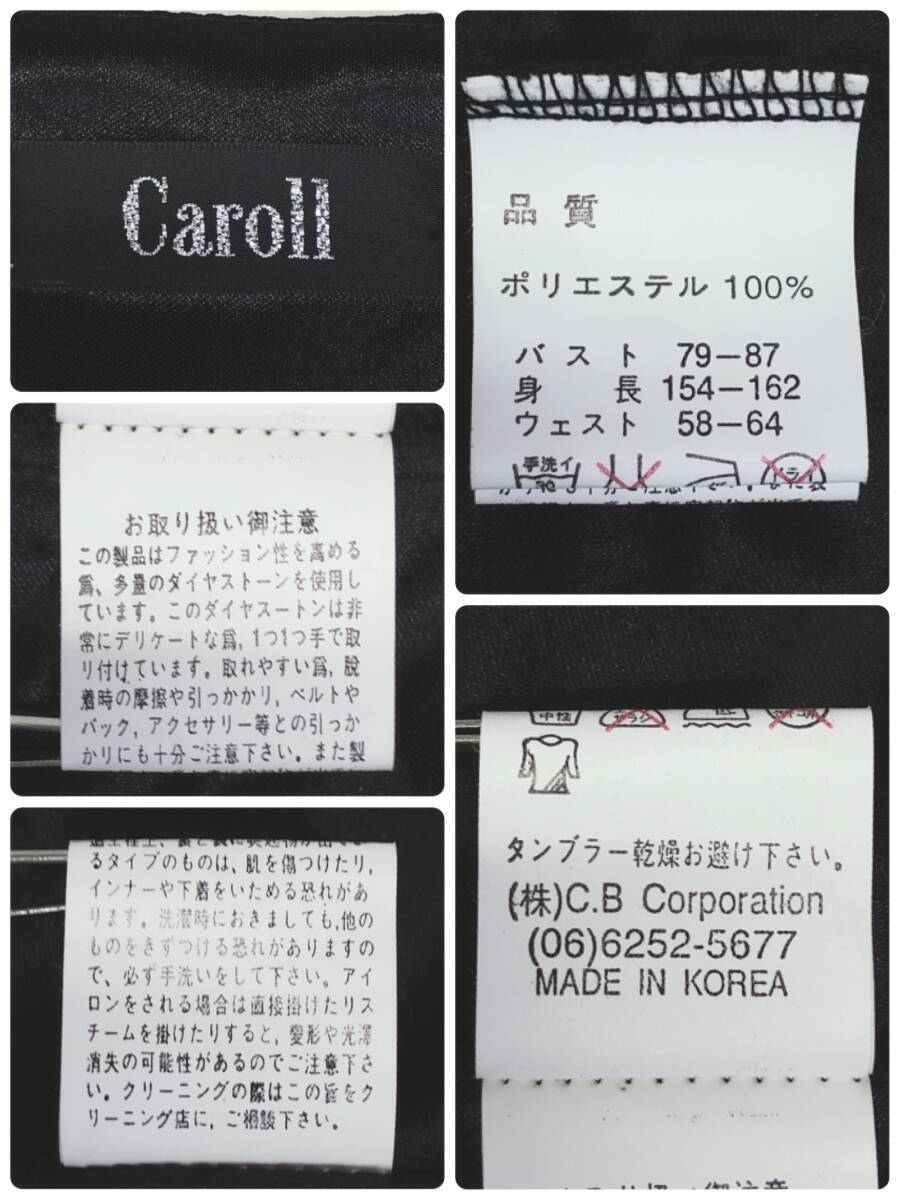 Caroll
品 質
ポリエステル 100%
バスト 79−87
身 長 154−162
ウェスト 58−64
手洗イ
30
お取り扱い御注意
この製品はファッション性を高める
爲、多量のダイヤストーンを使用し
ています。このダイヤスートンは非
常にデリケートな爲,1つ1つ手で取
り付けています。取れやすい爲,脱
着時の摩擦や引っかかり,ベルトや
バック,アクセサリー等との引っか
かりにも十分ご注意下さい。また製
るタイプのものは、肌を傷つけたリ,
インナーや下着をいためる恐れがあ
ります。洗濯時におきましても,他の
ものをきずつける恐れがありますの
で、必ず手洗いをして下さい。アイ
ロンをされる場合は直接掛けたリス
チームを掛けたりすると,變形や光澤
消失の可能性があるのでご注意下さ
い。クリーニングの際はこの旨をク
リーニング店に,ご相談下さい。
中性
タンブラー乾燥お避け下さい。
(株)C.B Corporation
(06)6252-5677
MADE IN KOREA